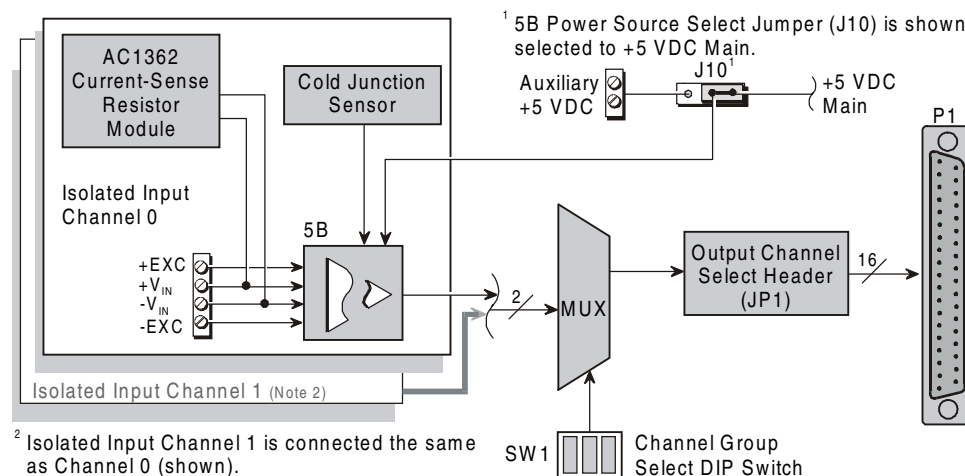 ¹ 5B Power Source Select Jumper (J10) is shown
selected to +5 VDC Main.
AC1362
Current-Sense
Resistor
Module
Cold Junction
Sensor
Auxiliary
+5 VDC
J10¹
+5 VDC
Main
P1
Isolated Input
Channel 0
5B
+EXC
+VIN
-VIN
-EXC
2
MUX
Output Channel
Select Header
(JP1)
16
Isolated Input Channel 1 (Note 2)
² Isolated Input Channel 1 is connected the same
as Channel 0 (shown).
SW1
Channel Group
Select DIP Switch